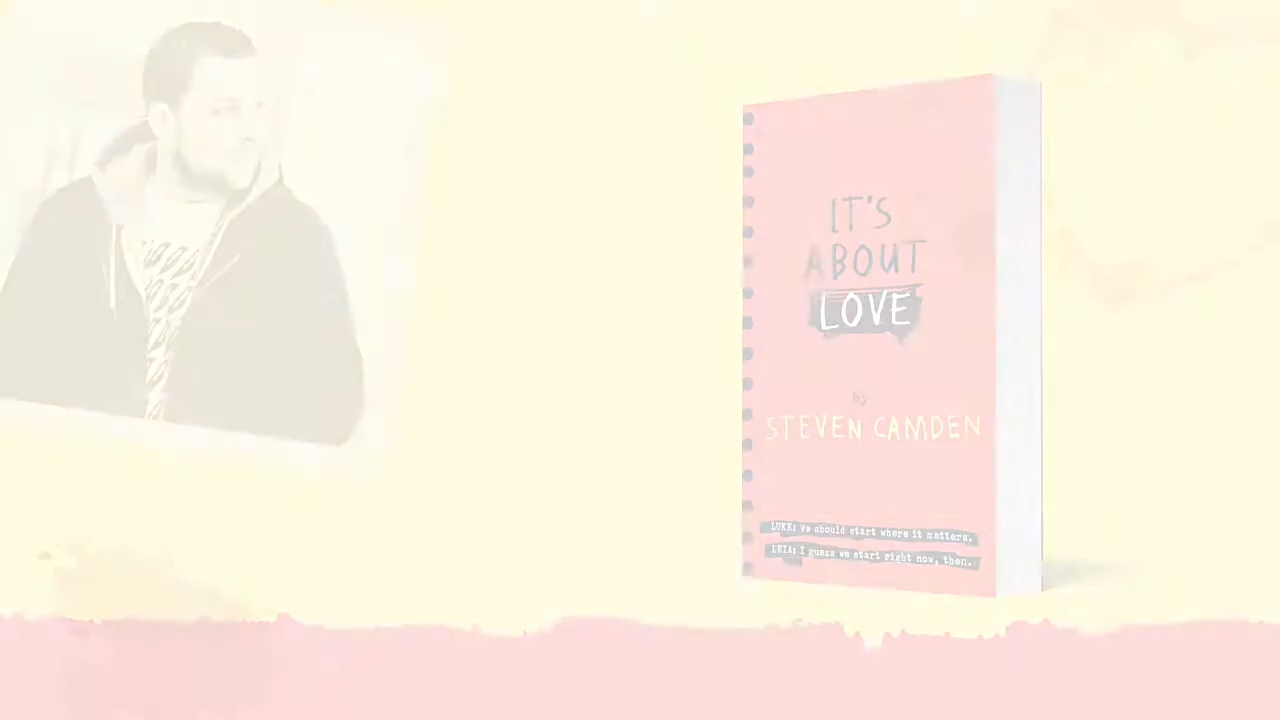 IT'S
ABOUT
LOVE
by
STEVEN CAMDEN
LUKE: We should start where it matters.
LEIA: I guess we start right now, then.